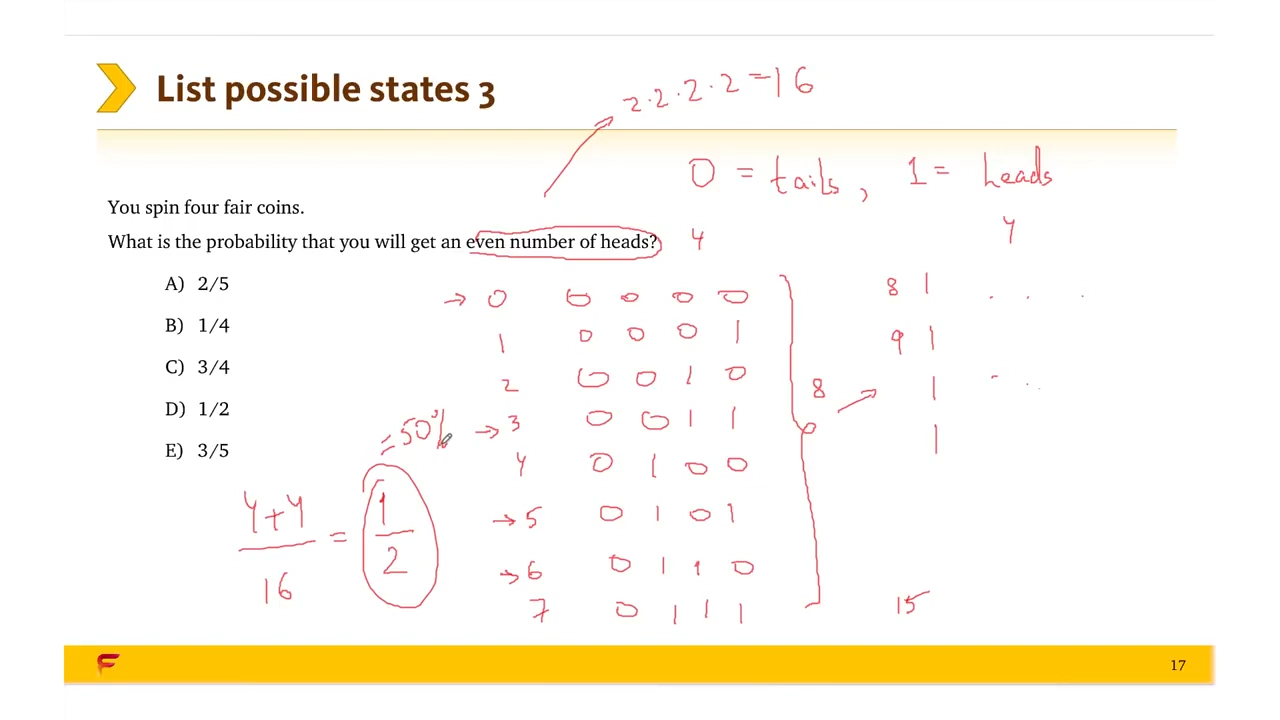 List possible states 3
2·2·2·2=16
0 = tails, 1= heads
You spin four fair coins.
What is the probability that you will get an even number of heads?
4
4
A) 2/5
B) 1/4
C) 3/4
D) 1/2
E) 3/5
→ 0 0 0 0 0
1 0 0 0 1
2 0 0 1 0
→ 3 0 0 1 1
4 0 1 0 0
→ 5 0 1 0 1
→ 6 0 1 1 0
7 0 1 1 1
8 →
8 1 . . .
9 1
1 . . .
1
15
4+4
16
=
1
2
=50%
17